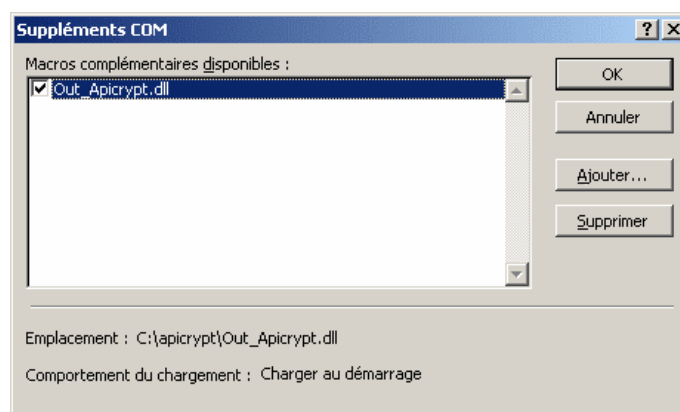 Suppléments COM
Macros complémentaires disponibles :
Out_Apicrypt.dll
OK
Annuler
Ajouter...
Supprimer
Emplacement : C:\apicrypt\Out_Apicrypt.dll
Comportement du chargement : Charger au démarrage